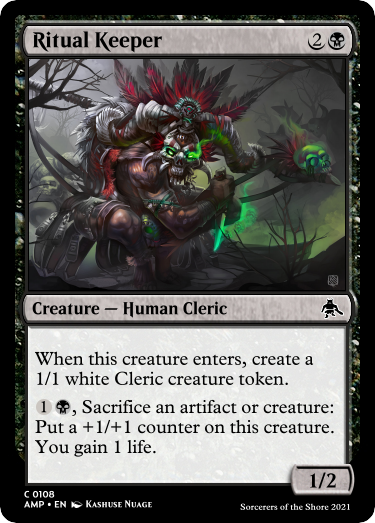 Ritual Keeper 2
Creature — Human Cleric
When this creature enters, create a
1/1 white Cleric creature token.
1 , Sacrifice an artifact or creature:
Put a +1/+1 counter on this creature.
You gain 1 life.
1/2
C 0108
AMP • EN Kashuse Nuage
Sorcerers of the Shore 2021